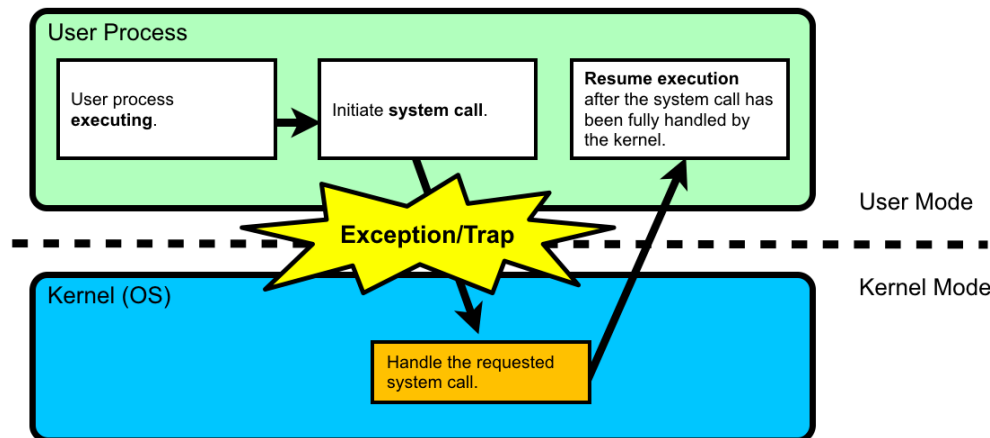 User Process
User process
executing.
Initiate system call.
Resume execution
after the system call has
been fully handled by
the kernel.
User Mode
Exception/Trap
Kernel (OS)
Kernel Mode
Handle the requested
system call.